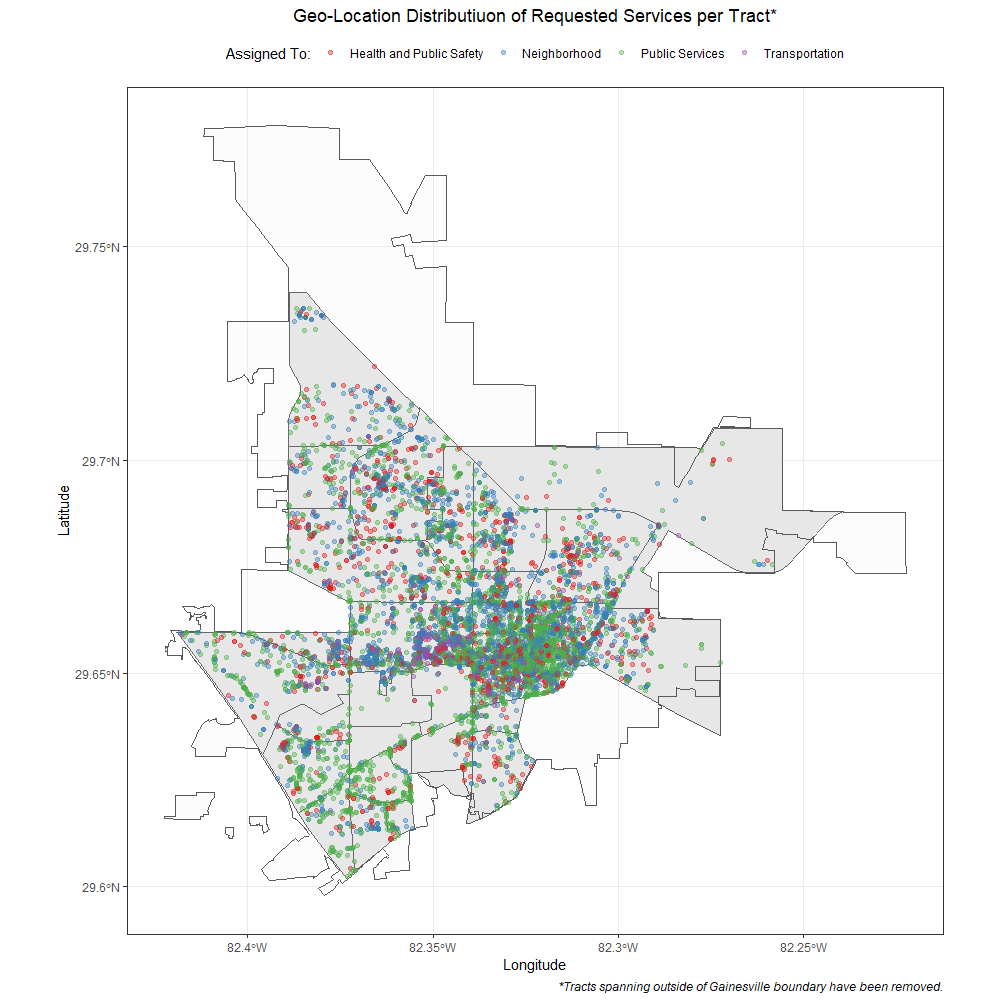 Geo-Location Distributiuon of Requested Services per Tract*
Assigned To: Health and Public Safety Neighborhood Public Services Transportation
29.75°N
29.7°N
29.65°N
29.6°N
Latitude
82.4°W 82.35°W 82.3°W 82.25°W
Longitude
*Tracts spanning outside of Gainesville boundary have been removed.